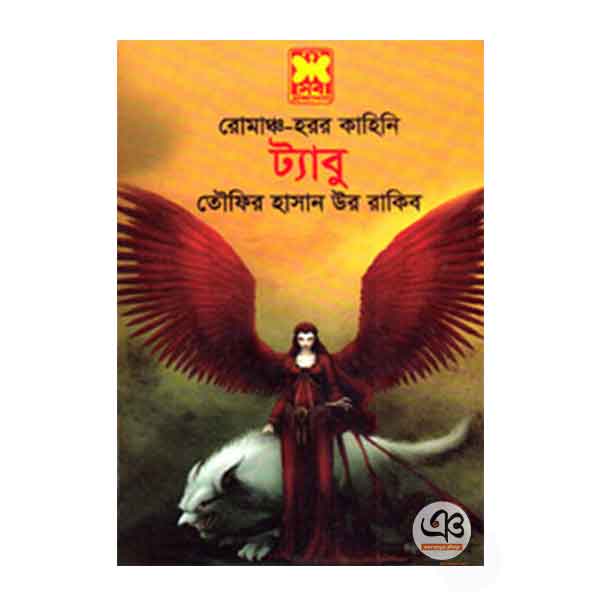 সেবা
রোমাঞ্চ-হরর কাহিনি
ট্যাবু
তৌফির হাসান উর রাকিব